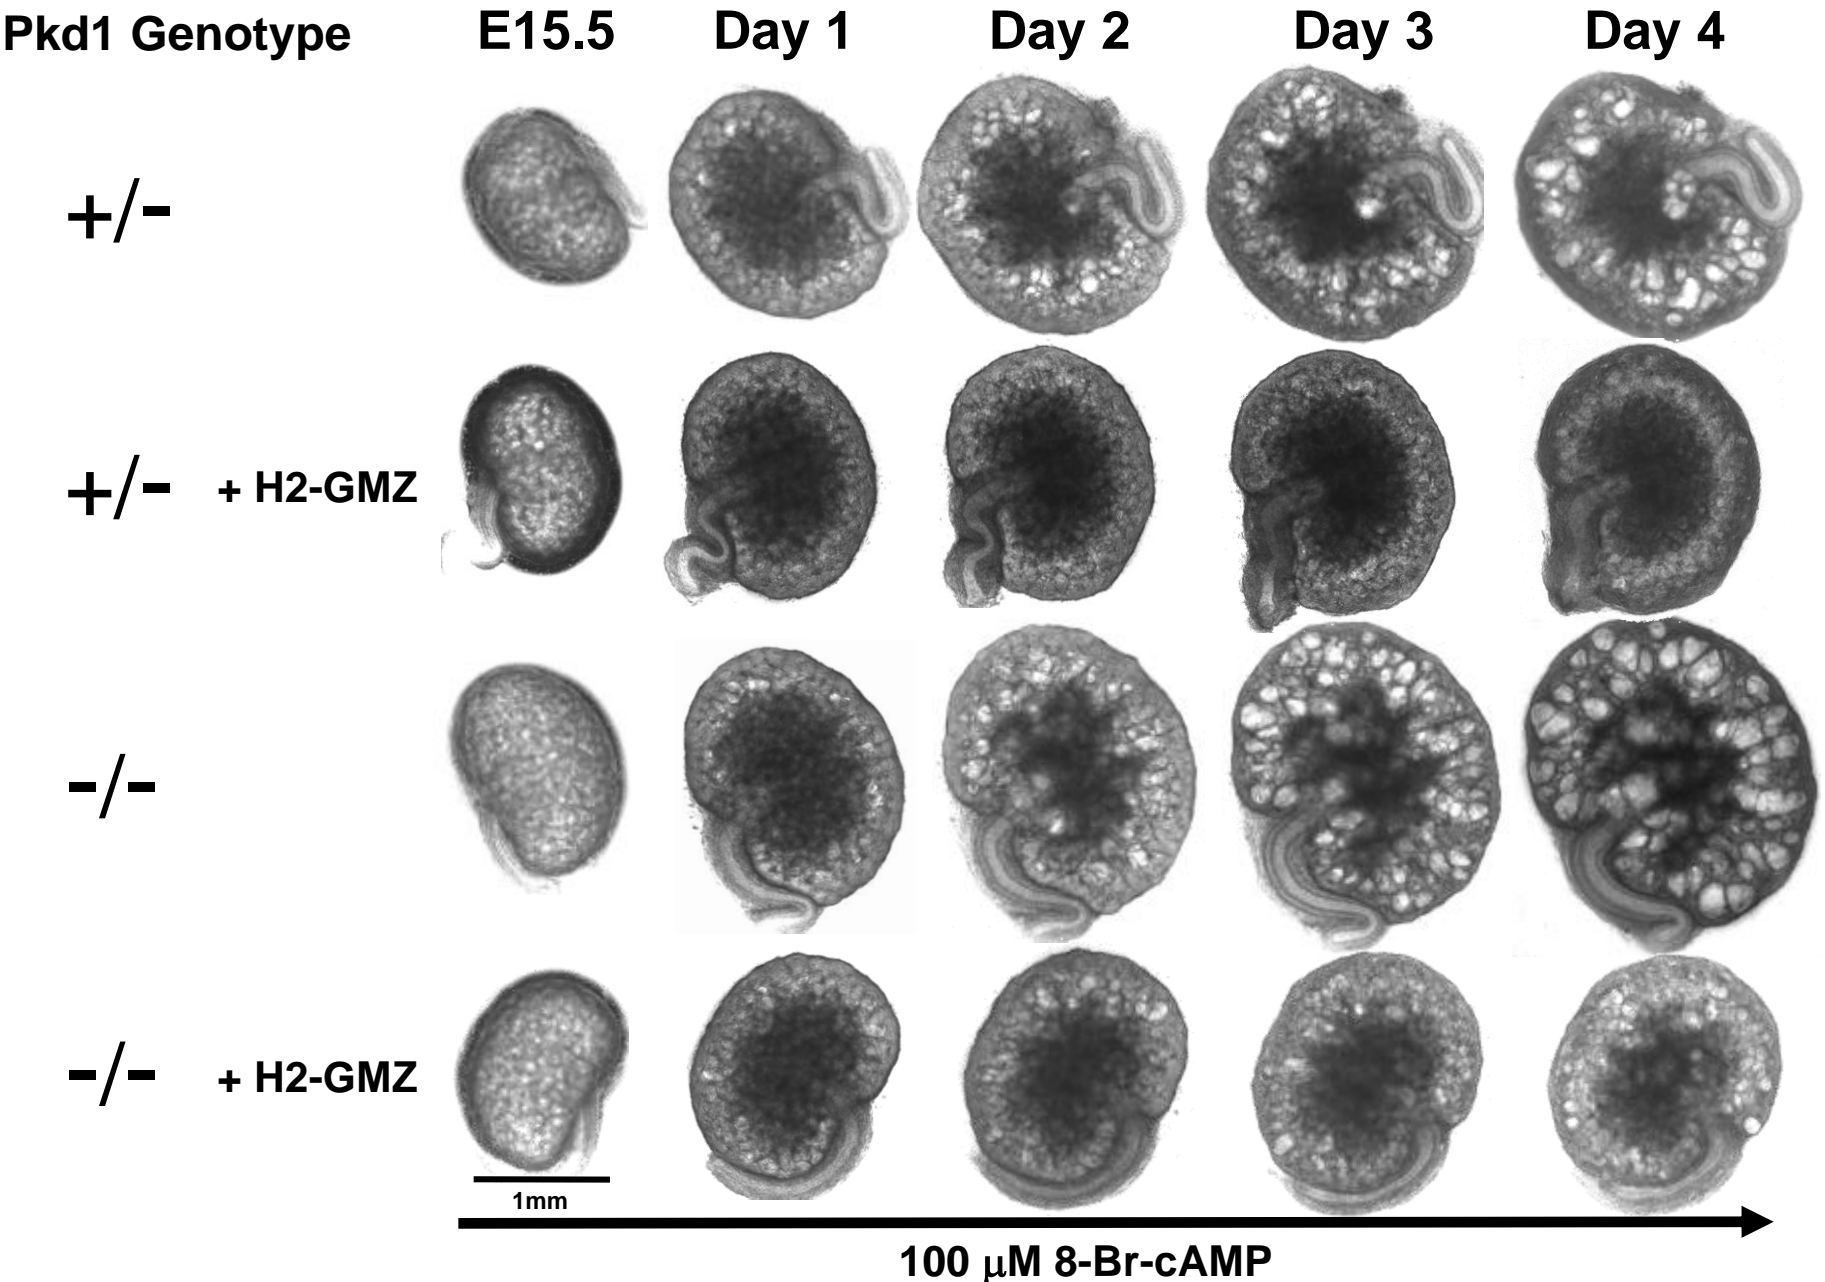 Pkd1 Genotype E15.5 Day 1 Day 2 Day 3 Day 4
+/-
+/- + H2-GMZ
-/-
-/- + H2-GMZ
1mm
100 μM 8-Br-cAMP